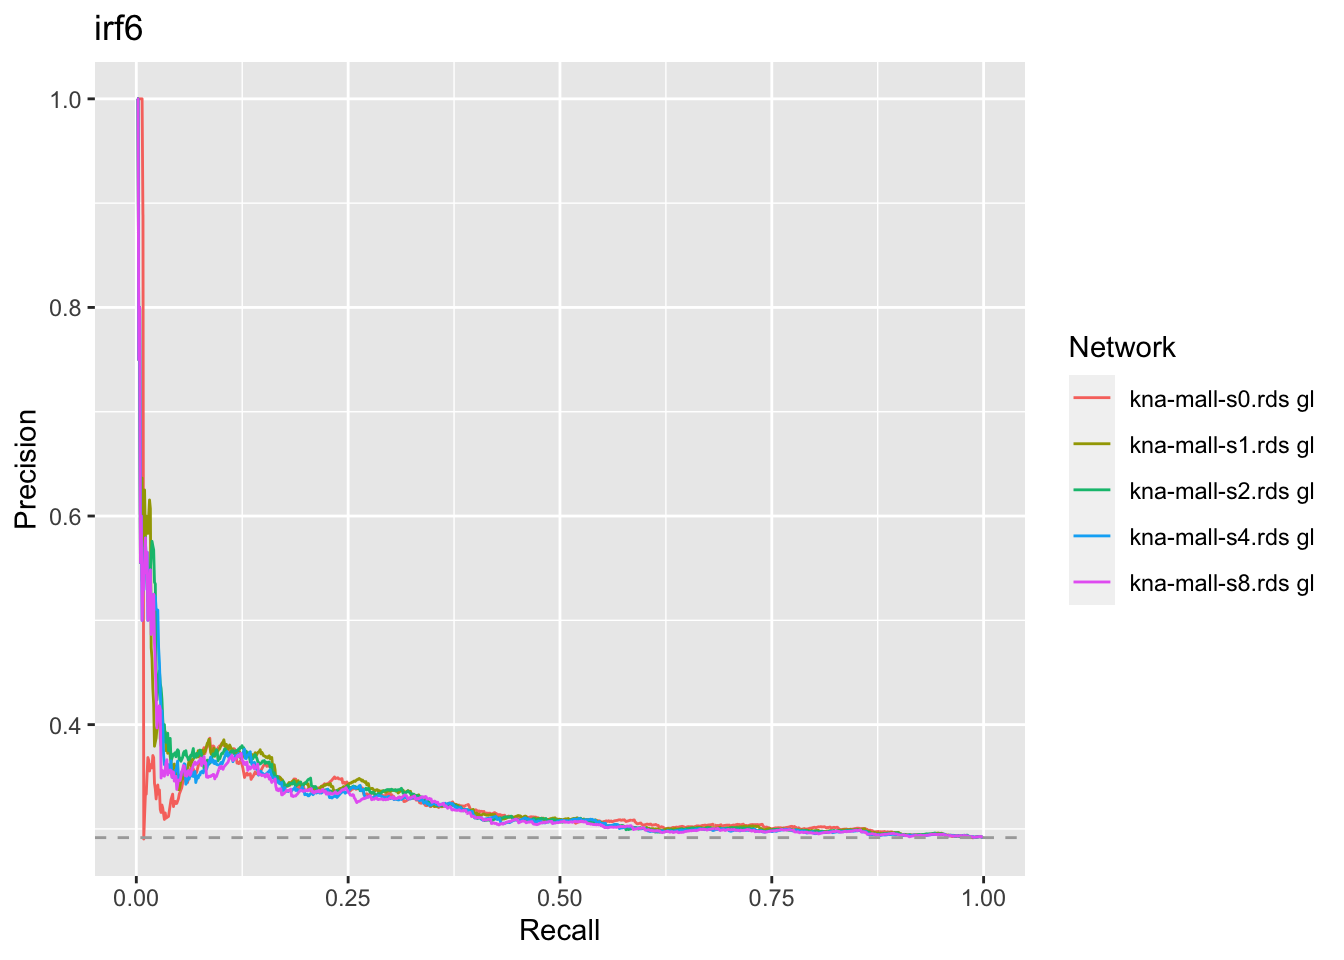 irf6
Precision
1.0
0.8
0.6
0.4
0.00
0.25
0.50
0.75
1.00
Recall
Network
kna-mall-s0.rds gl
kna-mall-s1.rds gl
kna-mall-s2.rds gl
kna-mall-s4.rds gl
kna-mall-s8.rds gl